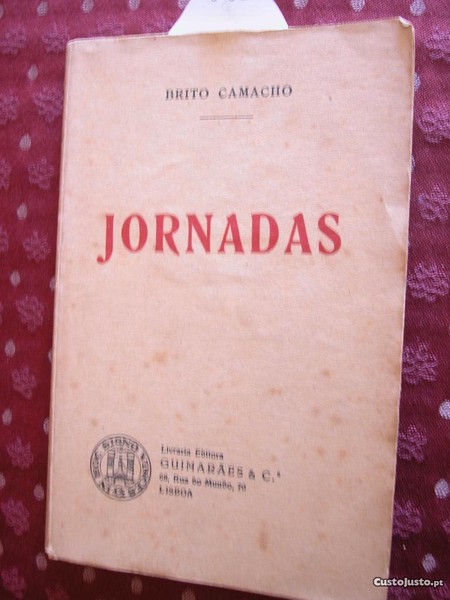 BRITO CAMACHO
JORNADAS
Livraria Editora
GUIMARÃES & C.ª
68, Rua do Mundo, 70
LISBOA
CustoJusto.pt